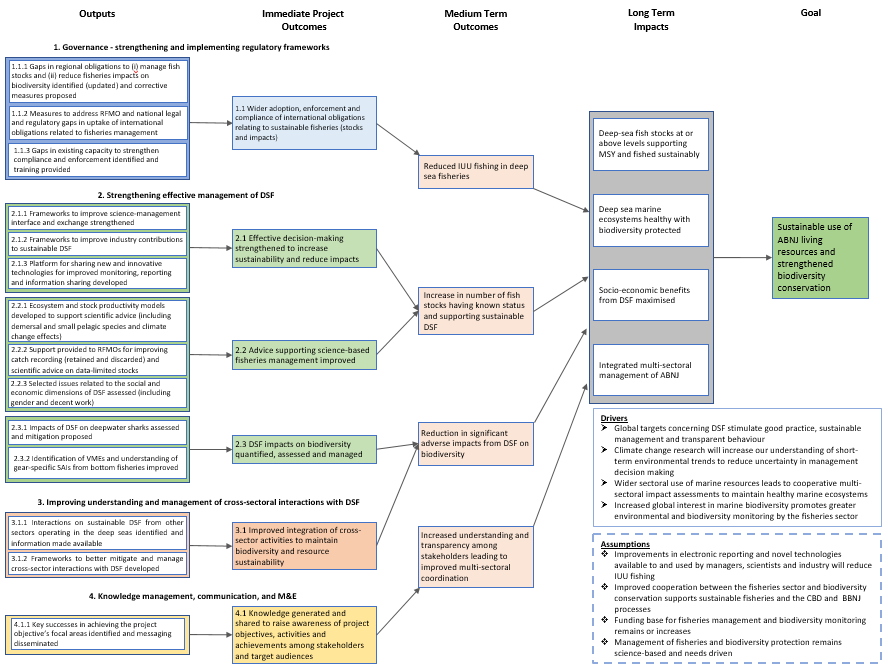 Outputs
Immediate Project
Outcomes
Medium Term
Outcomes
Long Term
Impacts
Goal
1. Governance - strengthening and implementing regulatory frameworks
1.1.1 Gaps in regional obligations to (i) manage fish
stocks and (ii) reduce fisheries impacts on
biodiversity identified (updated) and corrective
measures proposed
1.1.2 Measures to address RFMO and national legal
and regulatory gaps in uptake of international
obligations related to fisheries management
1.1.3 Gaps in existing capacity to strengthen
compliance and enforcement identified and
training provided
1.1 Wider adoption, enforcement and
compliance of international obligations
relating to sustainable fisheries (stocks
and impacts)
2. Strengthening effective management of DSF
2.1.1 Frameworks to improve science-management
interface and exchange strengthened
2.1.2 Frameworks to improve industry contributions
to sustainable DSF
2.1.3 Platform for sharing new and innovative
technologies for improved monitoring, reporting
and information sharing developed
2.1 Effective decision-making
strengthened to increase
sustainability and reduce impacts
2.2.1 Ecosystem and stock productivity models
developed to support scientific advice (including
demersal and small pelagic species and climate
change effects)
2.2.2 Support provided to RFMOs for improving
catch recording (retained and discarded) and
scientific advice on data-limited stocks
2.2.3 Selected issues related to the social and
economic dimensions of DSF assessed (including
gender and decent work)
2.2 Advice supporting science-based
fisheries management improved
2.3.1 Impacts of DSF on deepwater sharks assessed
and mitigation proposed
2.3.2 Identification of VMEs and understanding of
gear-specific SAIs from bottom fisheries improved
2.3 DSF impacts on biodiversity
quantified, assessed and managed
3. Improving understanding and management of cross-sectoral interactions with DSF
3.1.1 Interactions on sustainable DSF from other
sectors operating in the deep seas identified and
information made available
3.1.2 Frameworks to better mitigate and manage
cross-sector interactions with DSF developed
3.1 Improved integration of cross-
sector activities to maintain
biodiversity and resource
sustainability
4. Knowledge management, communication, and M&E
4.1.1 Key successes in achieving the project
objective's focal areas identified and messaging
disseminated
4.1 Knowledge generated and
shared to raise awareness of project
objectives, activities and
achievements among stakeholders
and target audiences
Reduced IUU fishing in deep
sea fisheries
Increase in number of fish
stocks having known status
and supporting sustainable
DSF
Reduction in significant
adverse impacts from DSF on
biodiversity
Increased understanding and
transparency among
stakeholders leading to
improved multi-sectoral
coordination
Deep-sea fish stocks at or
above levels supporting
MSY and fished sustainably
Deep sea marine
ecosystems healthy with
biodiversity protected
Socio-economic benefits
from DSF maximised
Integrated multi-sectoral
management of ABNJ
Sustainable use of
ABNJ living
resources and
strengthened
biodiversity
conservation
Drivers
➤ Global targets concerning DSF stimulate good practice, sustainable
management and transparent behaviour
➤ Climate change research will increase our understanding of short-
term environmental trends to reduce uncertainty in management
decision making
➤ Wider sectoral use of marine resources leads to cooperative multi-
sectoral impact assessments to maintain healthy marine ecosystems
➤ Increased global interest in marine biodiversity promotes greater
environmental and biodiversity monitoring by the fisheries sector
Assumptions
❖ Improvements in electronic reporting and novel technologies
available to and used by managers, scientists and industry will reduce
IUU fishing
❖ Improved cooperation between the fisheries sector and biodiversity
conservation supports sustainable fisheries and the CBD and BBNJ
processes
❖ Funding base for fisheries management and biodiversity monitoring
remains or increases
❖ Management of fisheries and biodiversity protection remains
science-based and needs driven